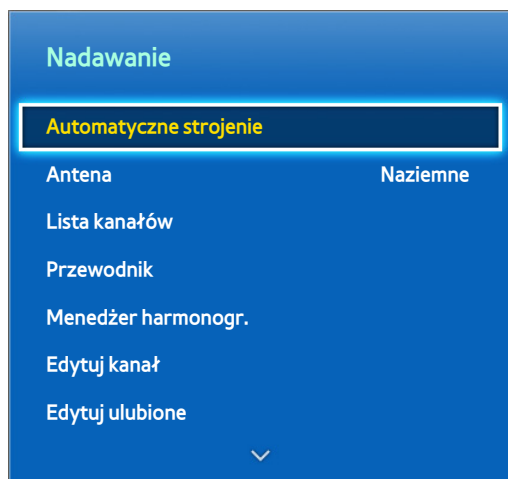 Nadawanie
Automatyczne strojenie
Antena Naziemne
Lista kanałów
Przewodnik
Menedżer harmonogr.
Edytuj kanał
Edytuj ulubione